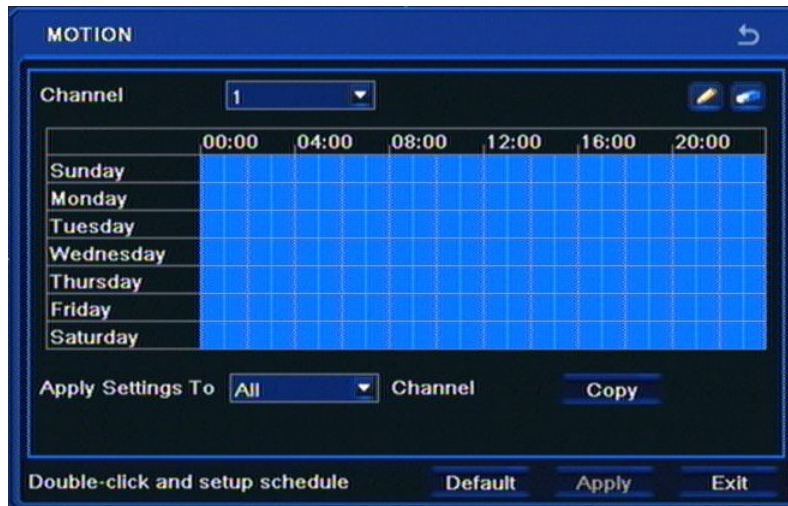 MOTION
Channel 1
00:00 04:00 08:00 12:00 16:00 20:00
Sunday
Monday
Tuesday
Wednesday
Thursday
Friday
Saturday
Apply Settings To All Channel Copy
Double-click and setup schedule Default Apply Exit